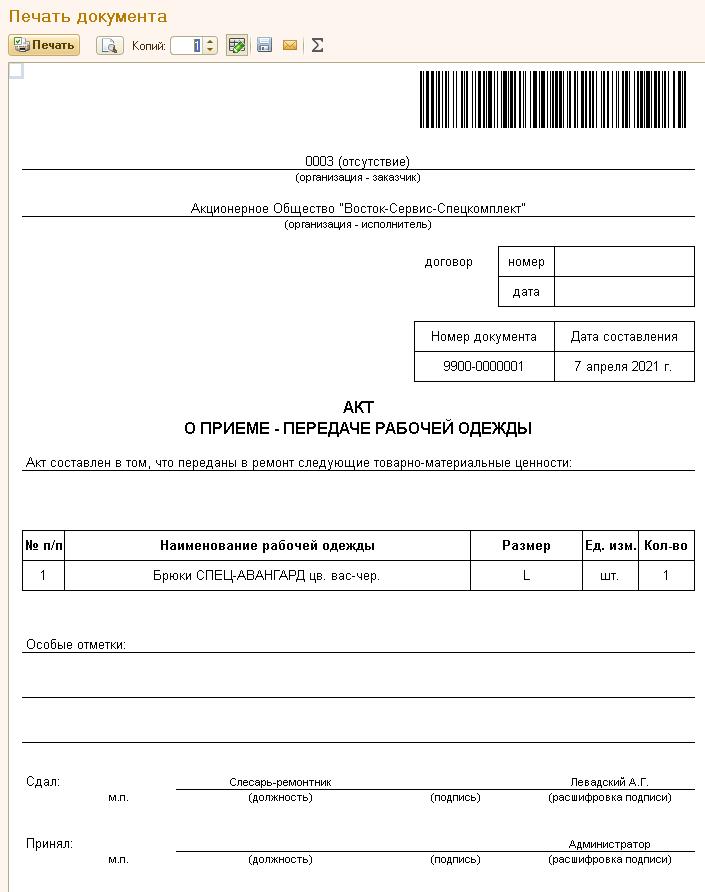 Печать документа
Печать Копий: 1 Σ
0003 (отсутствие)
(организация - заказчик)
Акционерное Общество "Восток-Сервис-Спецкомплект"
(организация - исполнитель)
договор номер
дата
Номер документа Дата составления
9900-0000001 7 апреля 2021 г.
АКТ
О ПРИЕМЕ - ПЕРЕДАЧЕ РАБОЧЕЙ ОДЕЖДЫ
Акт составлен в том, что переданы в ремонт следующие товарно-материальные ценности:
№ п/п Наименование рабочей одежды Размер Ед. изм. Кол-во
1 Брюки СПЕЦ-АВАНГАРД цв. вас-чер. L шт. 1
Особые отметки:
Сдал: Слесарь-ремонтник Левадский А.Г.
м.п. (должность) (подпись) (расшифровка подписи)
Принял: Администратор
м.п. (должность) (подпись) (расшифровка подписи)